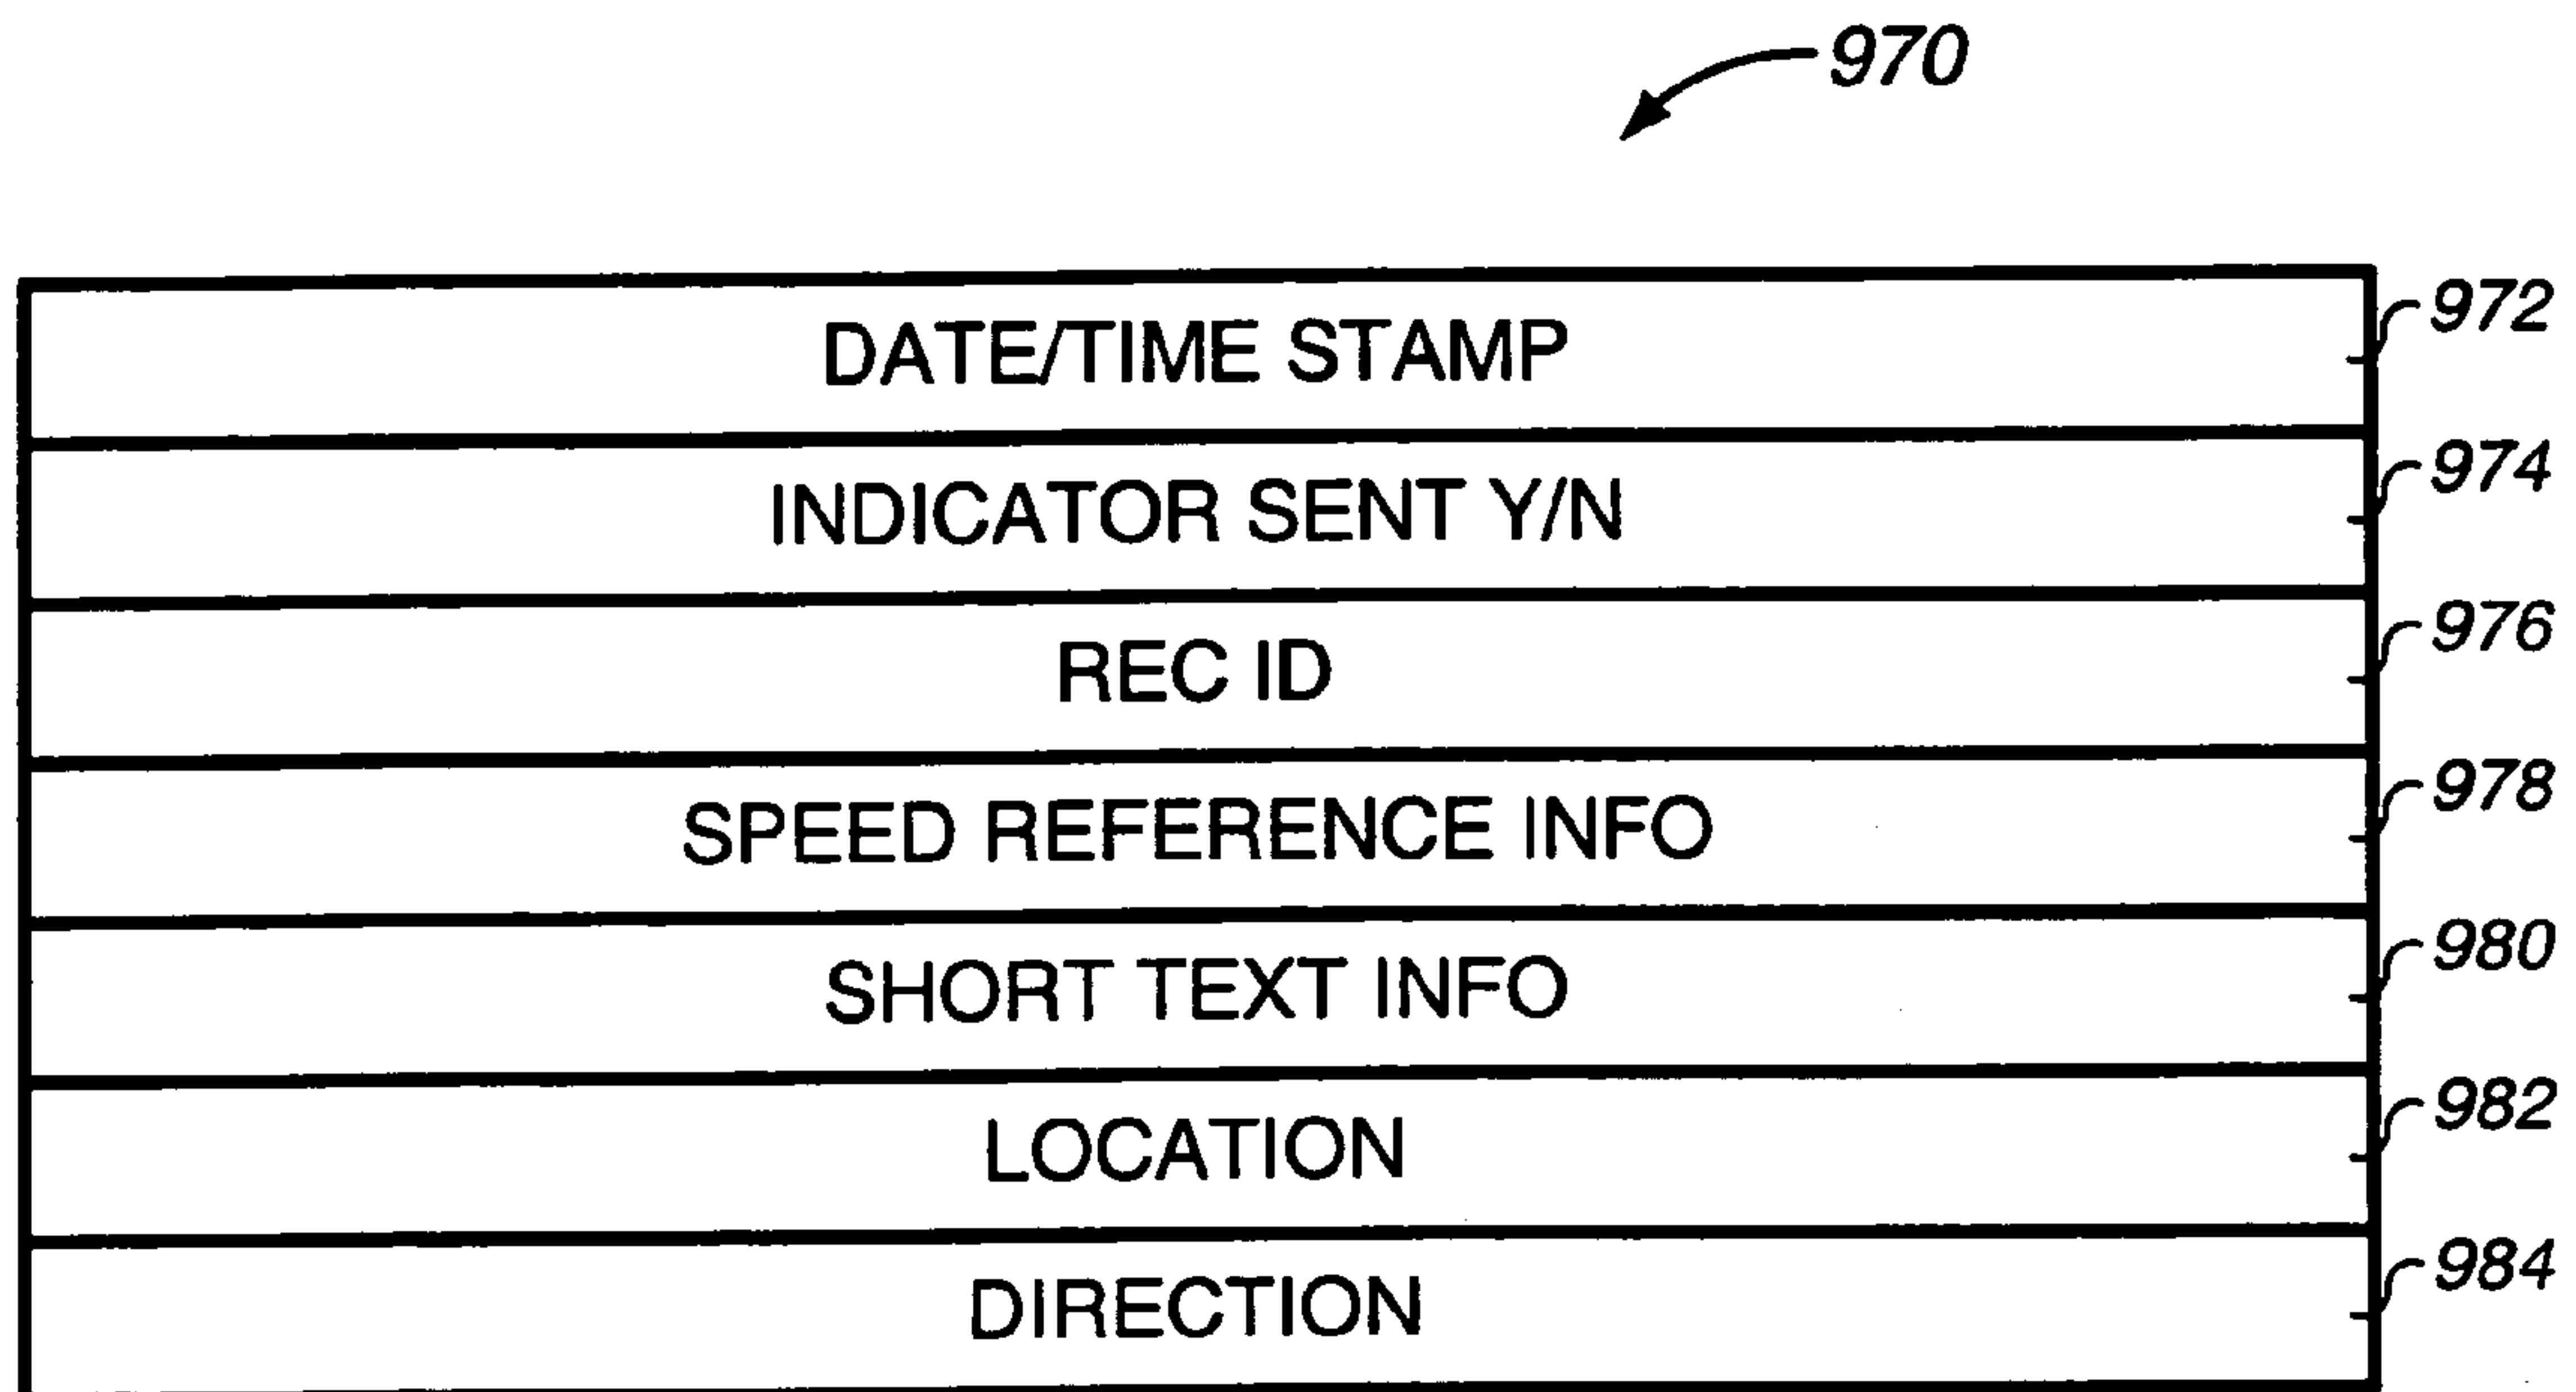 970
DATE/TIME STAMP 972
INDICATOR SENT Y/N 974
REC ID 976
SPEED REFERENCE INFO 978
SHORT TEXT INFO 980
LOCATION 982
DIRECTION 984